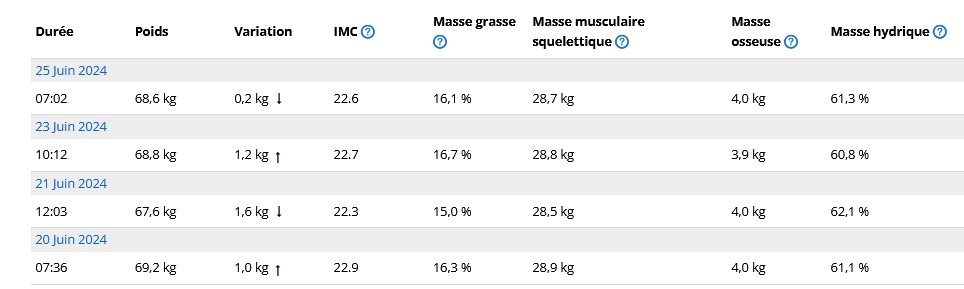 Durée Poids Variation IMC ? Masse grasse ? Masse musculaire squelettique ? Masse osseuse ? Masse hydrique ?
25 Juin 2024
07:02 68,6 kg 0,2 kg ↓ 22.6 16,1 % 28,7 kg 4,0 kg 61,3 %
23 Juin 2024
10:12 68,8 kg 1,2 kg ↑ 22.7 16,7 % 28,8 kg 3,9 kg 60,8 %
21 Juin 2024
12:03 67,6 kg 1,6 kg ↓ 22.3 15,0 % 28,5 kg 4,0 kg 62,1 %
20 Juin 2024
07:36 69,2 kg 1,0 kg ↑ 22.9 16,3 % 28,9 kg 4,0 kg 61,1 %